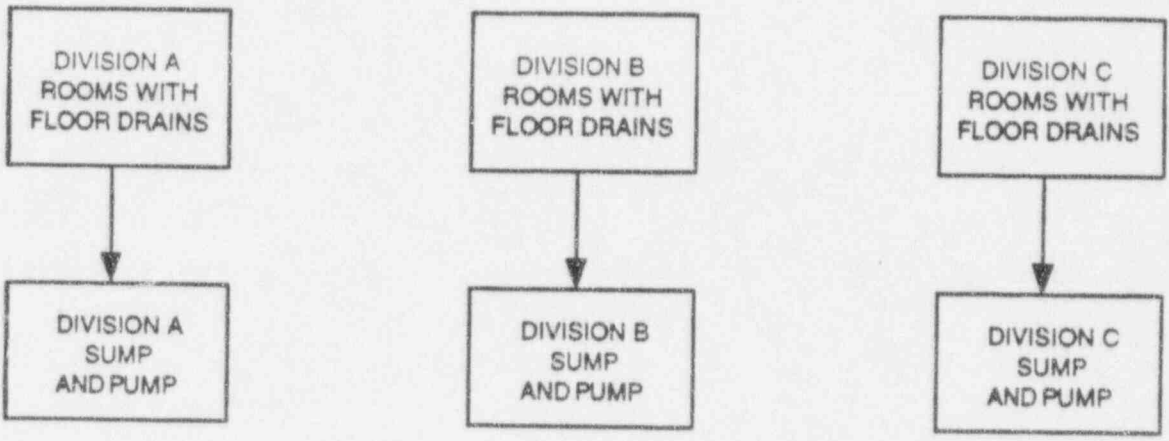 DIVISION A
ROOMS WITH
FLOOR DRAINS
DIVISION B
ROOMS WITH
FLOOR DRAINS
DIVISION C
ROOMS WITH
FLOOR DRAINS
DIVISION A
SUMP
AND PUMP
DIVISION B
SUMP
AND PUMP
DIVISION C
SUMP
AND PUMP